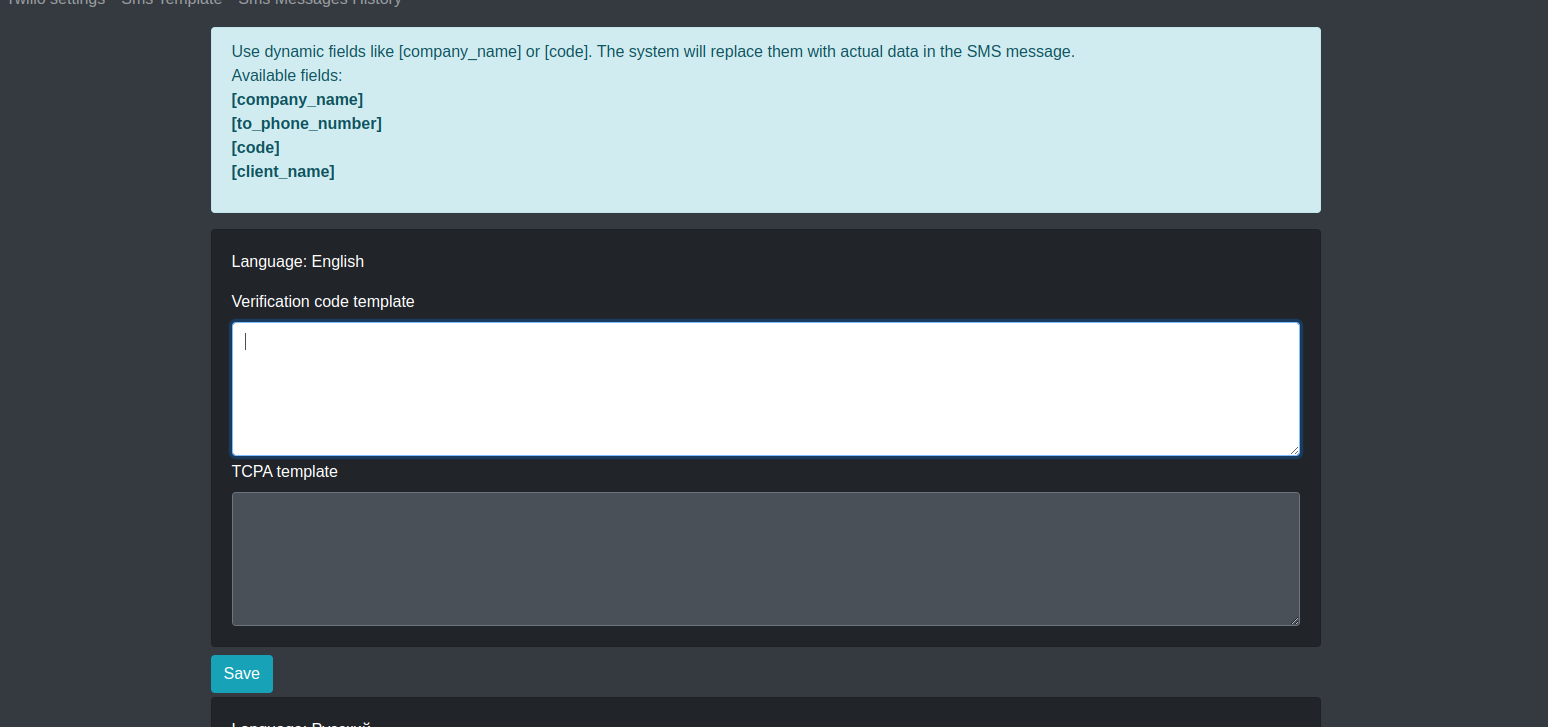 Twilio settings Sms Template Sms Messages History
Use dynamic fields like [company_name] or [code]. The system will replace them with actual data in the SMS message.
Available fields:
[company_name]
[to_phone_number]
[code]
[client_name]
Language: English
Verification code template
TCPA template
Save
Language: Русский